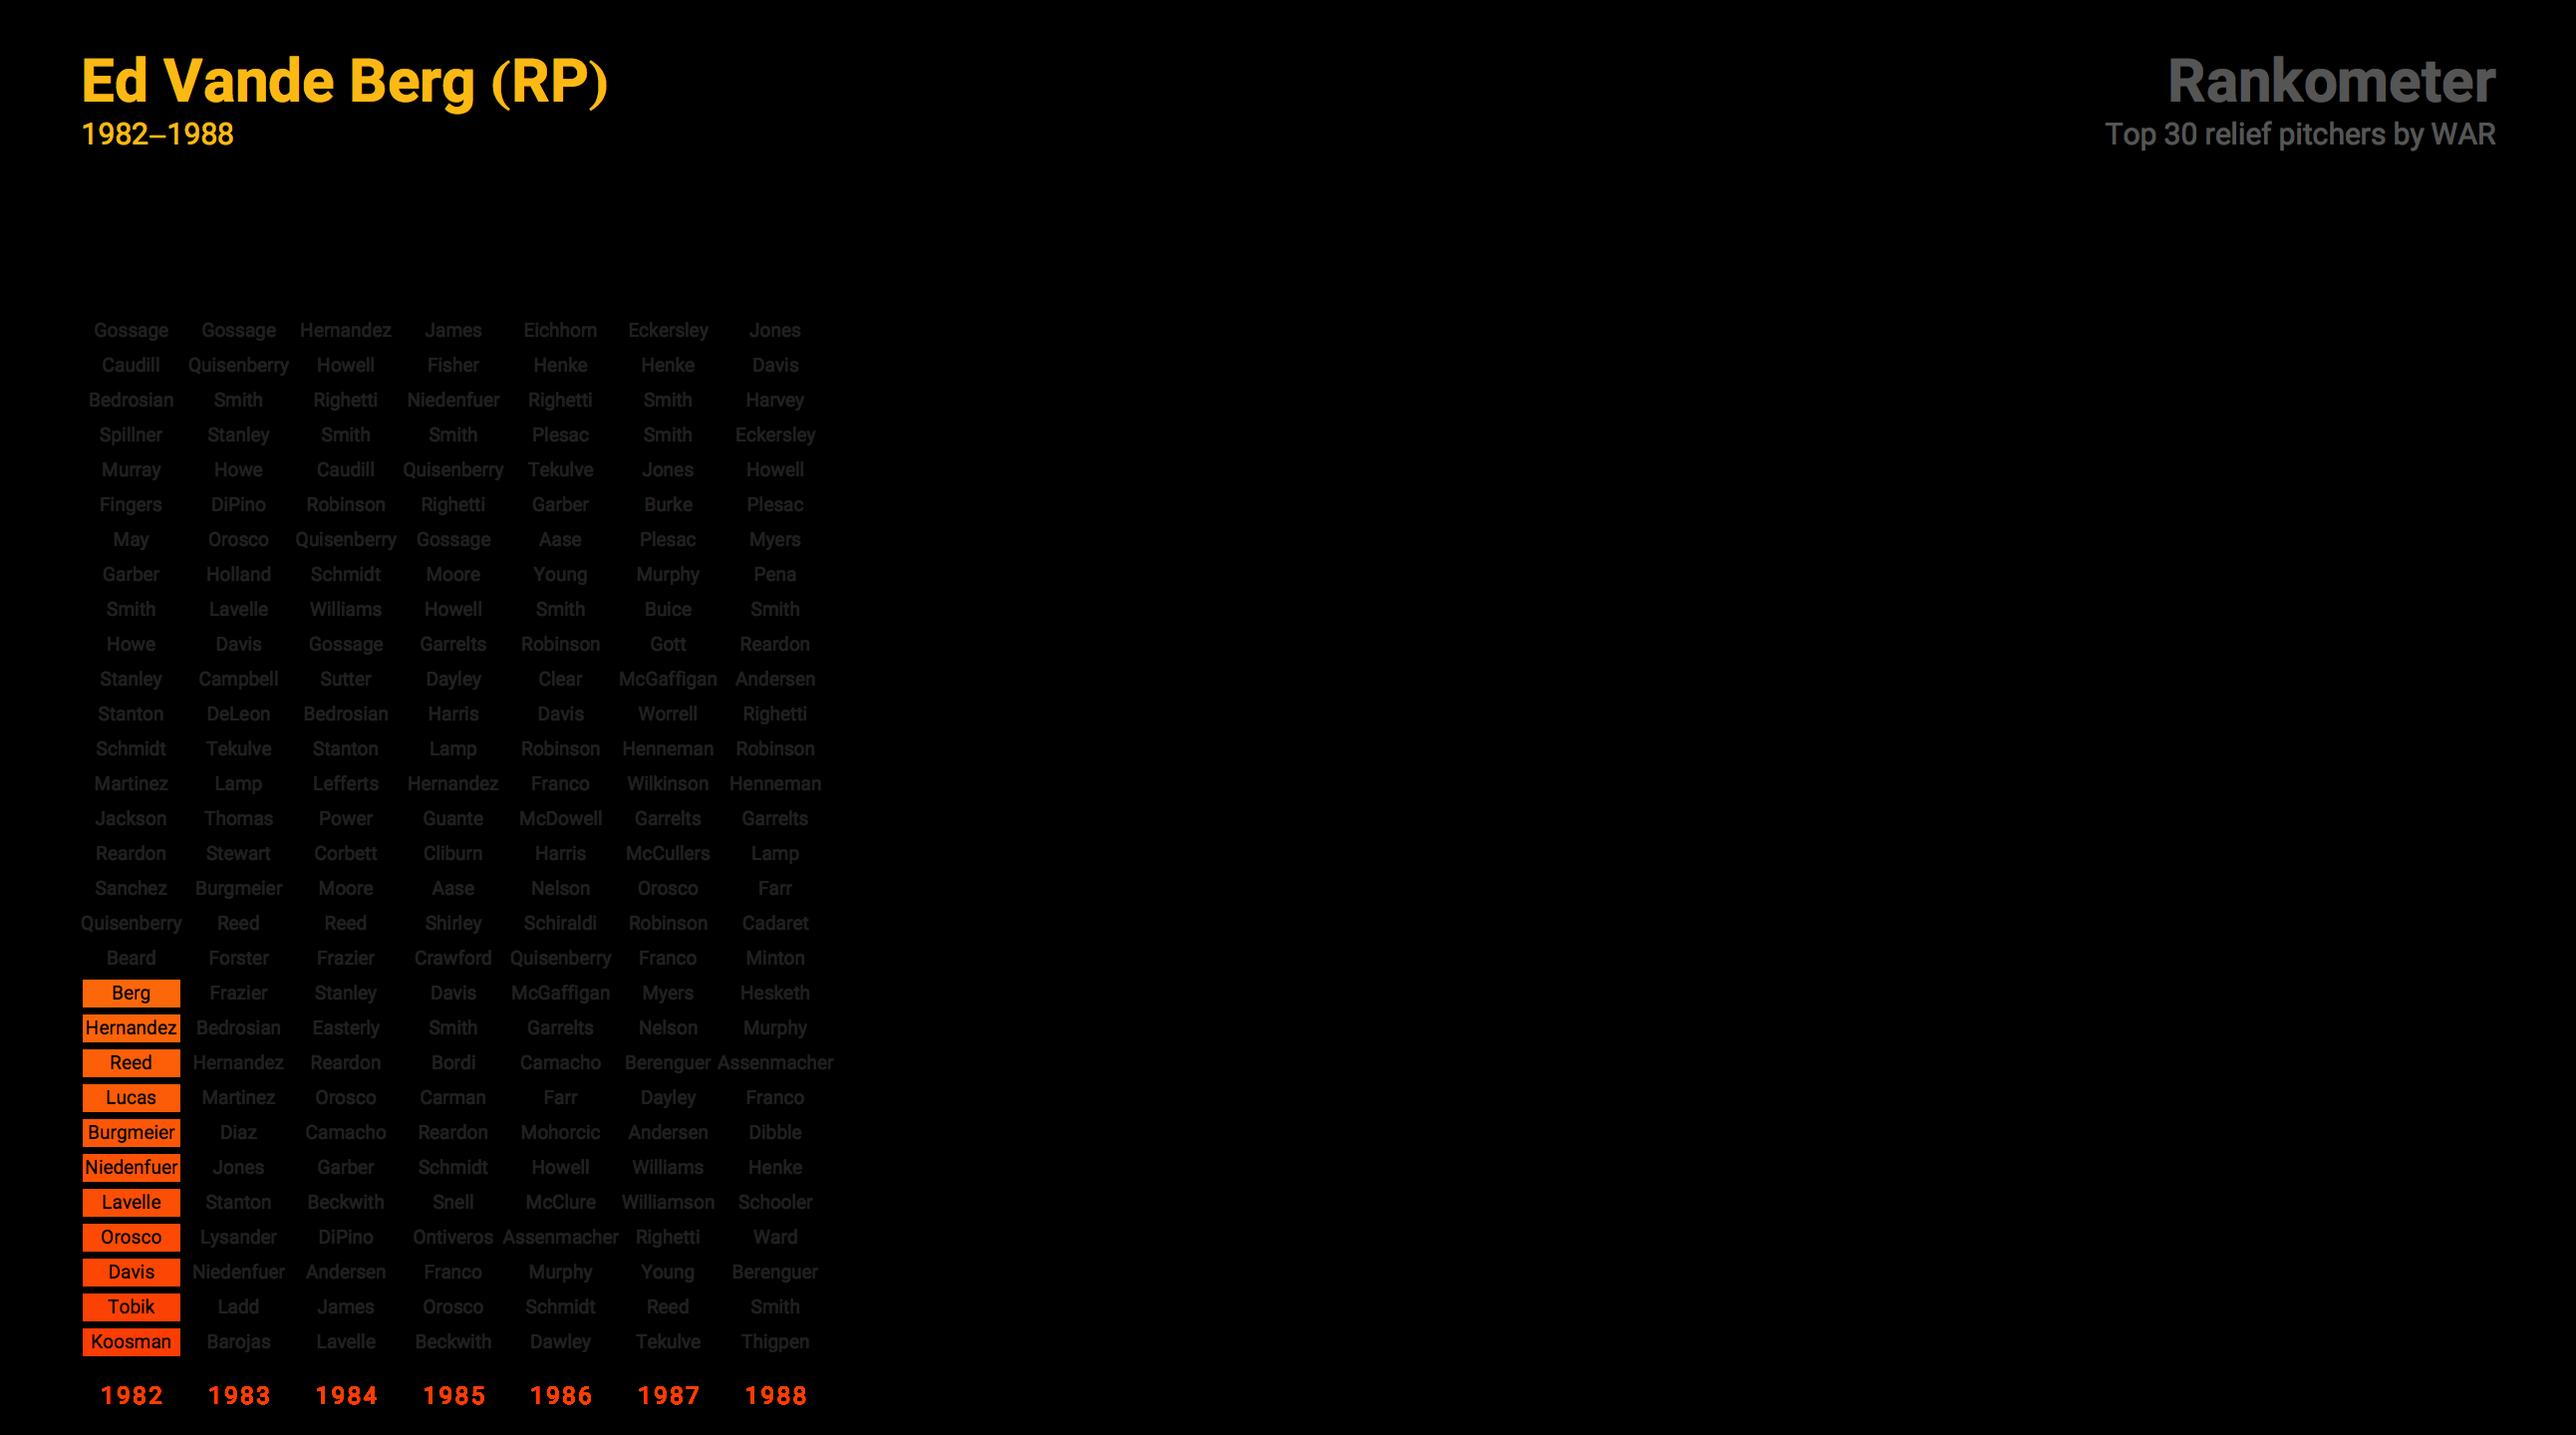 Ed Vande Berg (RP)
1982–1988
Rankometer
Top 30 relief pitchers by WAR
Gossage Gossage Hernandez James Eichhorn Eckersley Jones
Caudill Quisenberry Howell Fisher Henke Henke Davis
Bedrosian Smith Righetti Niedenfuer Righetti Smith Harvey
Spillner Stanley Smith Smith Plesac Smith Eckersley
Murray Howe Caudill Quisenberry Tekulve Jones Howell
Fingers DiPino Robinson Righetti Garber Burke Plesac
May Orosco Quisenberry Gossage Aase Plesac Myers
Garber Holland Schmidt Moore Young Murphy Pena
Smith Lavelle Williams Howell Smith Buice Smith
Howe Davis Gossage Garrelts Robinson Gott Reardon
Stanley Campbell Sutter Dayley Clear McGaffigan Andersen
Stanton DeLeon Bedrosian Harris Davis Worrell Righetti
Schmidt Tekulve Stanton Lamp Robinson Henneman Robinson
Martinez Lamp Lefferts Hernandez Franco Wilkinson Henneman
Jackson Thomas Power Guante McDowell Garrelts Garrelts
Reardon Stewart Corbett Cliburn Harris McCullers Lamp
Sanchez Burgmeier Moore Aase Nelson Orosco Farr
Quisenberry Reed Reed Shirley Schiraldi Robinson Cadaret
Beard Forster Frazier Crawford Quisenberry Franco Minton
Berg Frazier Stanley Davis McGaffigan Myers Hesketh
Hernandez Bedrosian Easterly Smith Garrelts Nelson Murphy
Reed Hernandez Reardon Bordi Camacho Berenguer Assenmacher
Lucas Martinez Orosco Carman Farr Dayley Franco
Burgmeier Diaz Camacho Reardon Mohorcic Andersen Dibble
Niedenfuer Jones Garber Schmidt Howell Williams Henke
Lavelle Stanton Beckwith Snell McClure Williamson Schooler
Orosco Lysander DiPino Ontiveros Assenmacher Righetti Ward
Davis Niedenfuer Andersen Franco Murphy Young Berenguer
Tobik Ladd James Orosco Schmidt Reed Smith
Koosman Barojas Lavelle Beckwith Dawley Tekulve Thigpen
1982 1983 1984 1985 1986 1987 1988